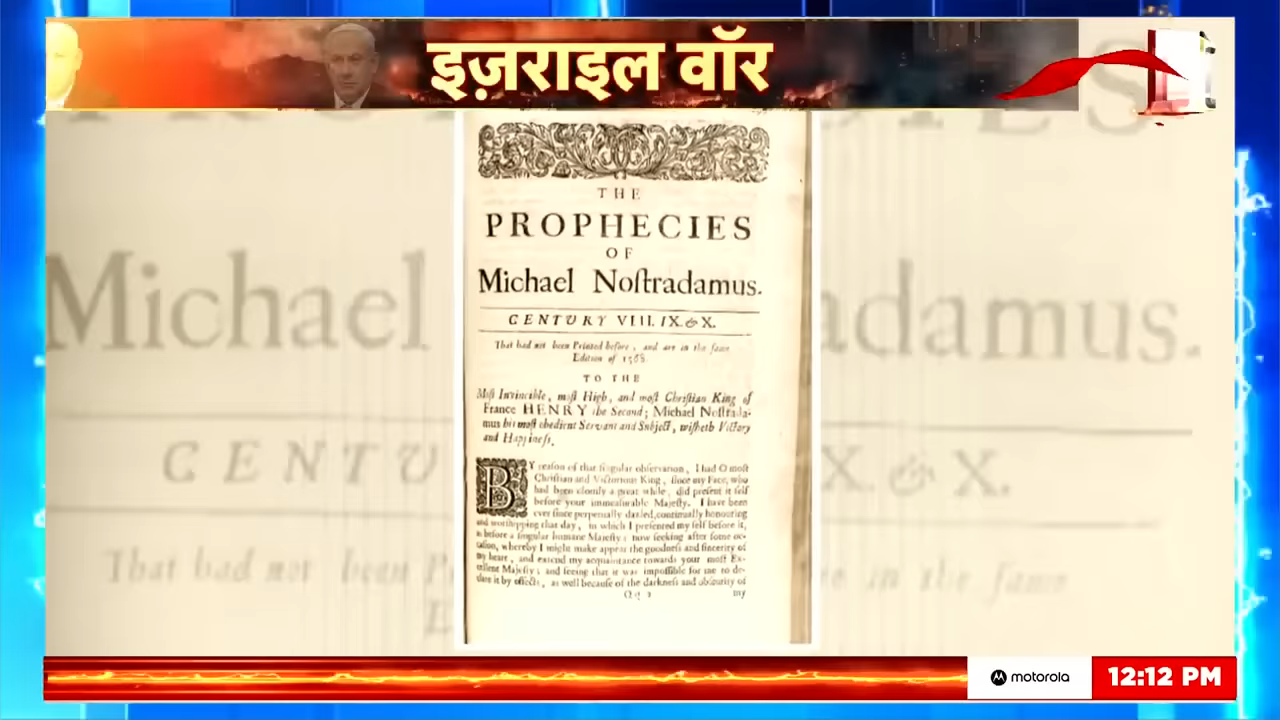 इज़राइल वॉर
THE
PROPHECIES
OF
Michael Noſtradamus.
CENTURY VIII. IX. & X.
That had not been Printed before, and are in the ſame
Edition of 1568.
TO THE
Moſt Invincible, moſt High, and moſt Chriſtian King of
France HENRY the Second; Michael Noſtrada-
mus his moſt obedient Servant and Subject, wiſheth Victory
and Happineſs.
BY reaſon of that ſingular obſervation, I had O moſt
Chriſtian and Victorious King, ſince my Face, who
had been cloudy a great while, did preſent it ſelf
before your immeaſurable Majeſty. I have been
ever ſince perpetually dazled, continually honouring
and worſhipping that day, in which I preſented my ſelf before it,
as before a ſingular humane Majeſty: now ſeeking after ſome oc-
caſion, whereby I might make appear the goodneſs and ſincerity of
my heart, and extend my acquaintance towards your moſt Ex-
cellent Majeſty; and ſeeing that it was impoſſible for me to de-
clare it by effects, as well becauſe of the darkneſs and obſcurity of
my
Michael
adamus.
CENTU
X. & X.
That had not been P
re in the ſame
E
motorola
12:12 PM